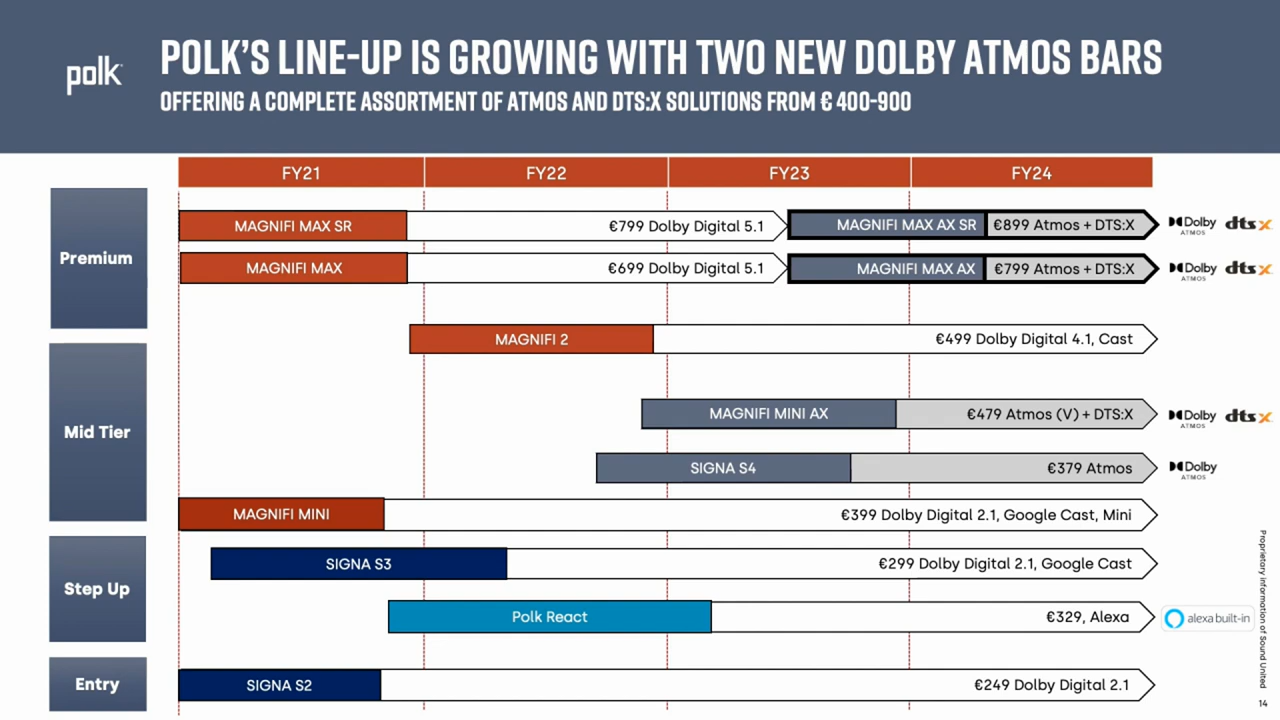 polk
POLK'S LINE-UP IS GROWING WITH TWO NEW DOLBY ATMOS BARS
OFFERING A COMPLETE ASSORTMENT OF ATMOS AND DTS:X SOLUTIONS FROM € 400-900
FY21
FY22
FY23
FY24
Premium
MAGNIFI MAX SR
€799 Dolby Digital 5.1
MAGNIFI MAX AX SR
€899 Atmos + DTS:X
Dolby
ATMOS
dts x
MAGNIFI MAX
€699 Dolby Digital 5.1
MAGNIFI MAX AX
€799 Atmos + DTS:X
Dolby
ATMOS
dts x
Mid Tier
MAGNIFI 2
€499 Dolby Digital 4.1, Cast
MAGNIFI MINI AX
€479 Atmos (V) + DTS:X
Dolby
ATMOS
dts x
SIGNA S4
€379 Atmos
Dolby
ATMOS
MAGNIFI MINI
€399 Dolby Digital 2.1, Google Cast, Mini
Step Up
SIGNA S3
€299 Dolby Digital 2.1, Google Cast
Polk React
€329, Alexa
alexa built-in
Entry
SIGNA S2
€249 Dolby Digital 2.1
Proprietary information of Sound United
14